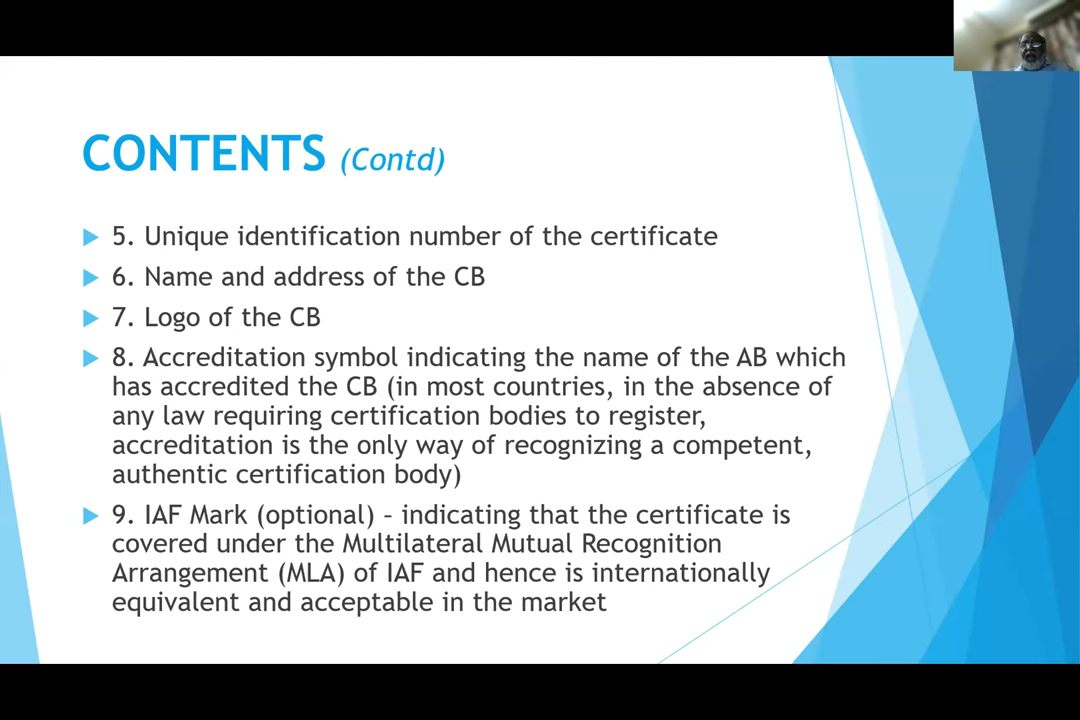 CONTENTS (Contd)
5. Unique identification number of the certificate
6. Name and address of the CB
7. Logo of the CB
8. Accreditation symbol indicating the name of the AB which
has accredited the CB (in most countries, in the absence of
any law requiring certification bodies to register,
accreditation is the only way of recognizing a competent,
authentic certification body)
9. IAF Mark (optional) – indicating that the certificate is
covered under the Multilateral Mutual Recognition
Arrangement (MLA) of IAF and hence is internationally
equivalent and acceptable in the market